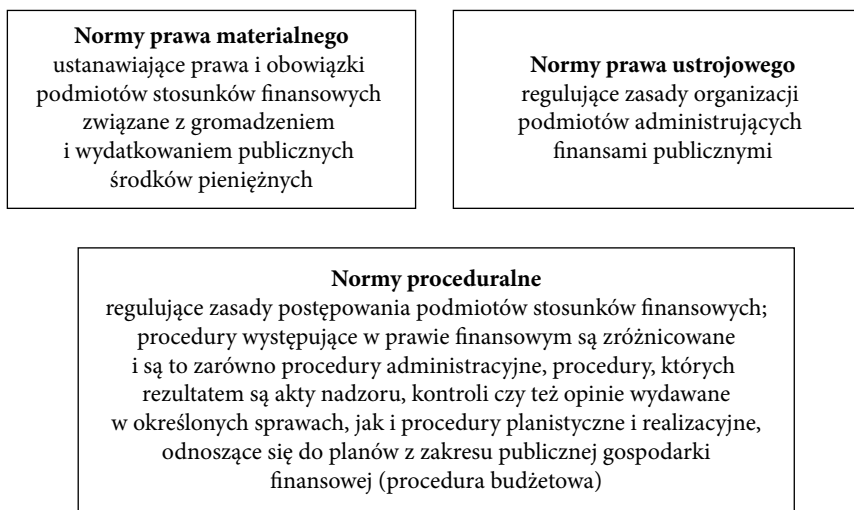 Normy prawa materialnego
ustanawiające prawa i obowiązki
podmiotów stosunków finansowych
związane z gromadzeniem
i wydatkowaniem publicznych
środków pieniężnych
Normy prawa ustrojowego
regulujące zasady organizacji
podmiotów administrujących
finansami publicznymi
Normy proceduralne
regulujące zasady postępowania podmiotów stosunków finansowych;
procedury występujące w prawie finansowym są zróżnicowane
i są to zarówno procedury administracyjne, procedury, których
rezultatem są akty nadzoru, kontroli czy też opinie wydawane
w określonych sprawach, jak i procedury planistyczne i realizacyjne,
odnoszące się do planów z zakresu publicznej gospodarki
finansowej (procedura budżetowa)